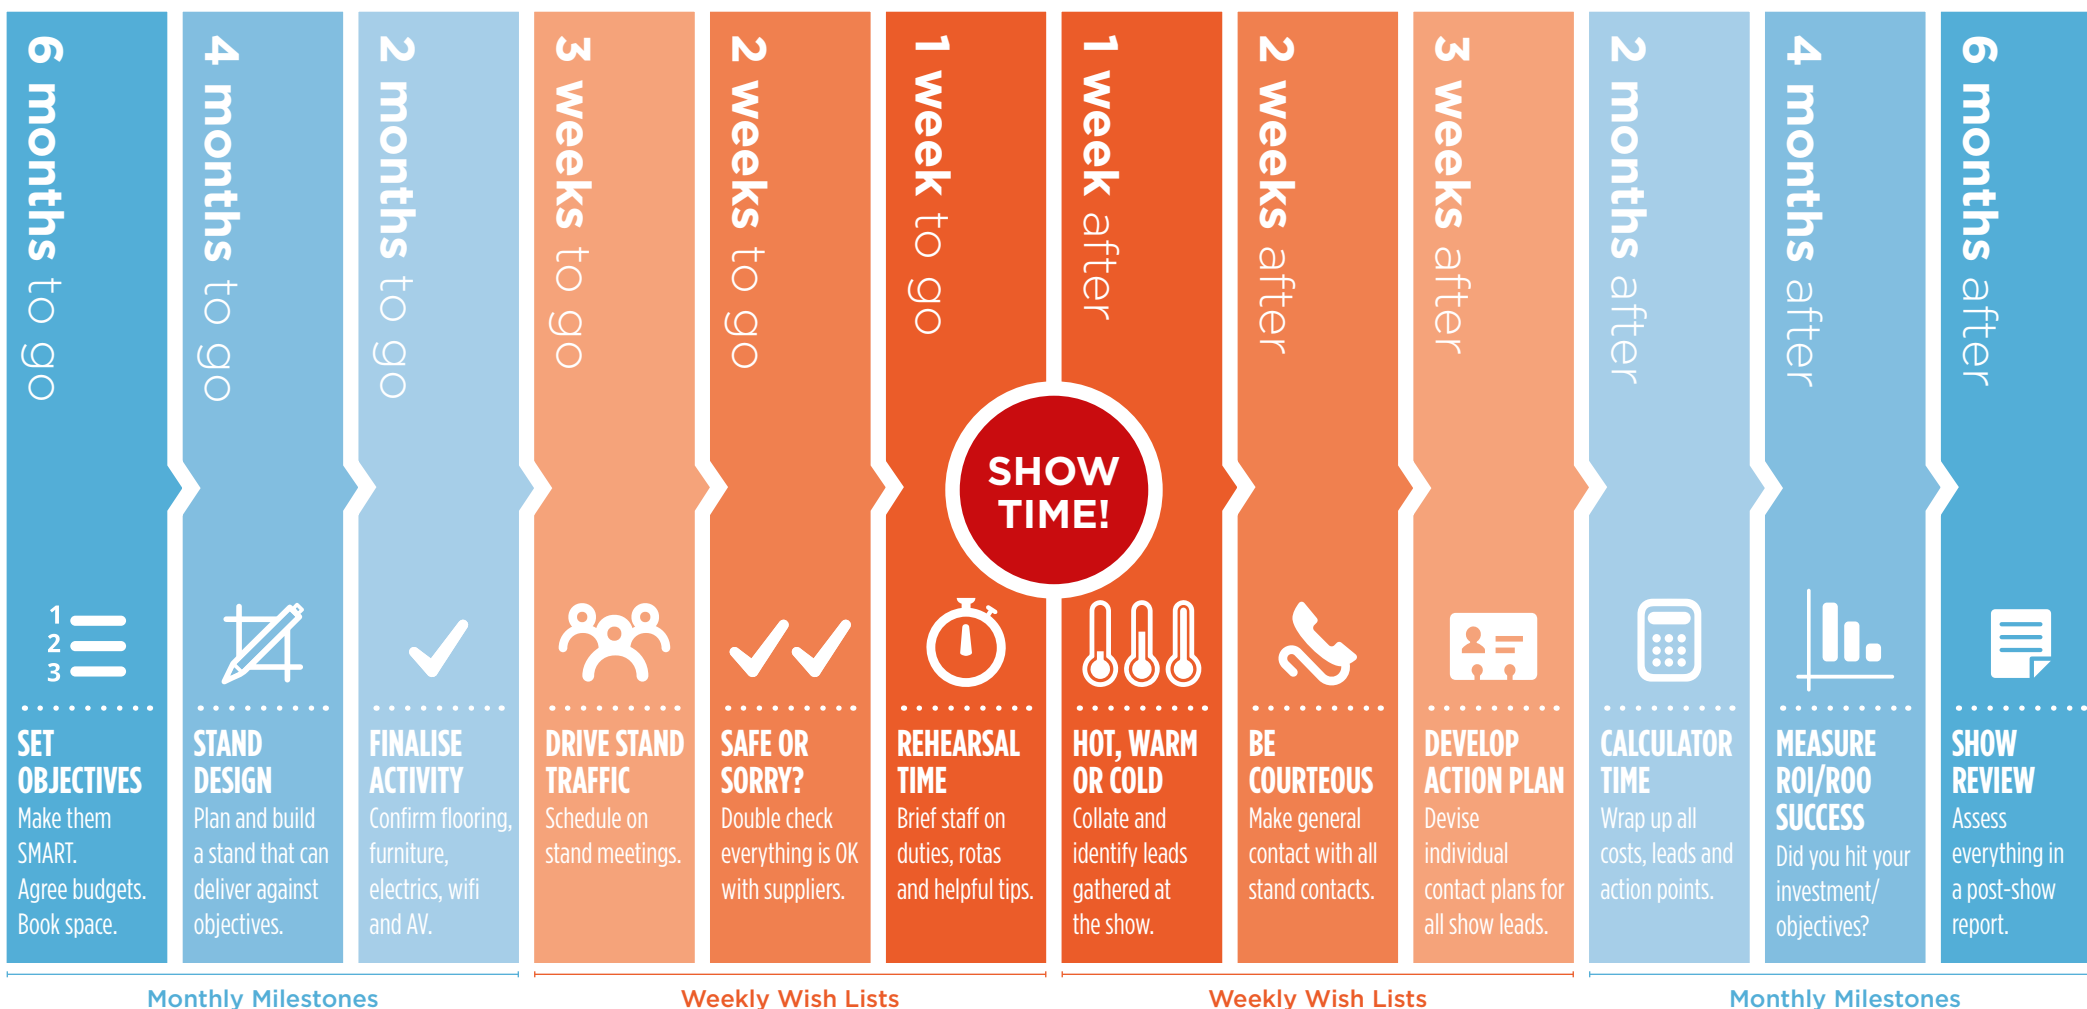 6 months to go
1
2
3
SET
OBJECTIVES
Make them
SMART.
Agree budgets.
Book space.
4 months to go
STAND
DESIGN
Plan and build
a stand that can
deliver against
objectives.
2 months to go
FINALISE
ACTIVITY
Confirm flooring,
furniture,
electrics, wifi
and AV.
3 weeks to go
DRIVE STAND
TRAFFIC
Schedule on
stand meetings.
2 weeks to go
SAFE OR
SORRY?
Double check
everything is OK
with suppliers.
1 week to go
REHEARSAL
TIME
Brief staff on
duties, rotas
and helpful tips.
SHOW
TIME!
1 week after
HOT, WARM
OR COLD
Collate and
identify leads
gathered at
the show.
2 weeks after
BE
COURTEOUS
Make general
contact with all
stand contacts.
3 weeks after
DEVELOP
ACTION PLAN
Devise
individual
contact plans for
all show leads.
2 months after
CALCULATOR
TIME
Wrap up all
costs, leads and
action points.
4 months after
MEASURE
ROI/ROO
SUCCESS
Did you hit your
investment/
objectives?
6 months after
SHOW
REVIEW
Assess
everything in
a post-show
report.
Monthly Milestones
Weekly Wish Lists
Weekly Wish Lists
Monthly Milestones